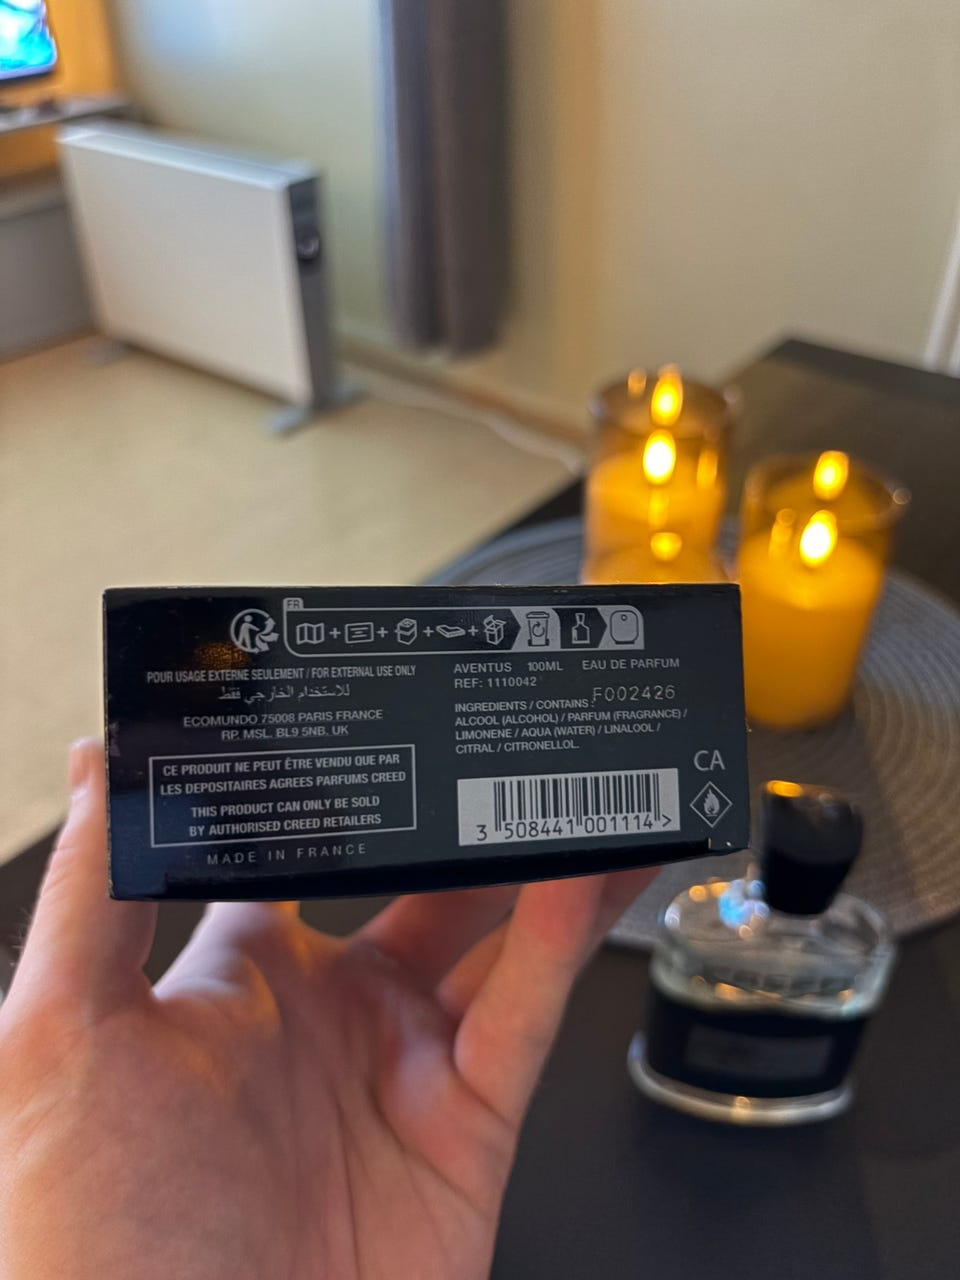 FR
POUR USAGE EXTERNE SEULEMENT / FOR EXTERNAL USE ONLY
للاستخدام الخارجي فقط
ECOMUNDO 75008 PARIS FRANCE
RP. MSL. BL9 5NB. UK
CE PRODUIT NE PEUT ÊTRE VENDU QUE PAR
LES DEPOSITAIRES AGREES PARFUMS CREED
THIS PRODUCT CAN ONLY BE SOLD
BY AUTHORISED CREED RETAILERS
MADE IN FRANCE
AVENTUS 100ML EAU DE PARFUM
REF: 1110042
F002426
INGREDIENTS / CONTAINS :
ALCOOL (ALCOHOL) / PARFUM (FRAGRANCE) /
LIMONENE / AQUA (WATER) / LINALOOL /
CITRAL / CITRONELLOL.
3 508441 001114 >
CA